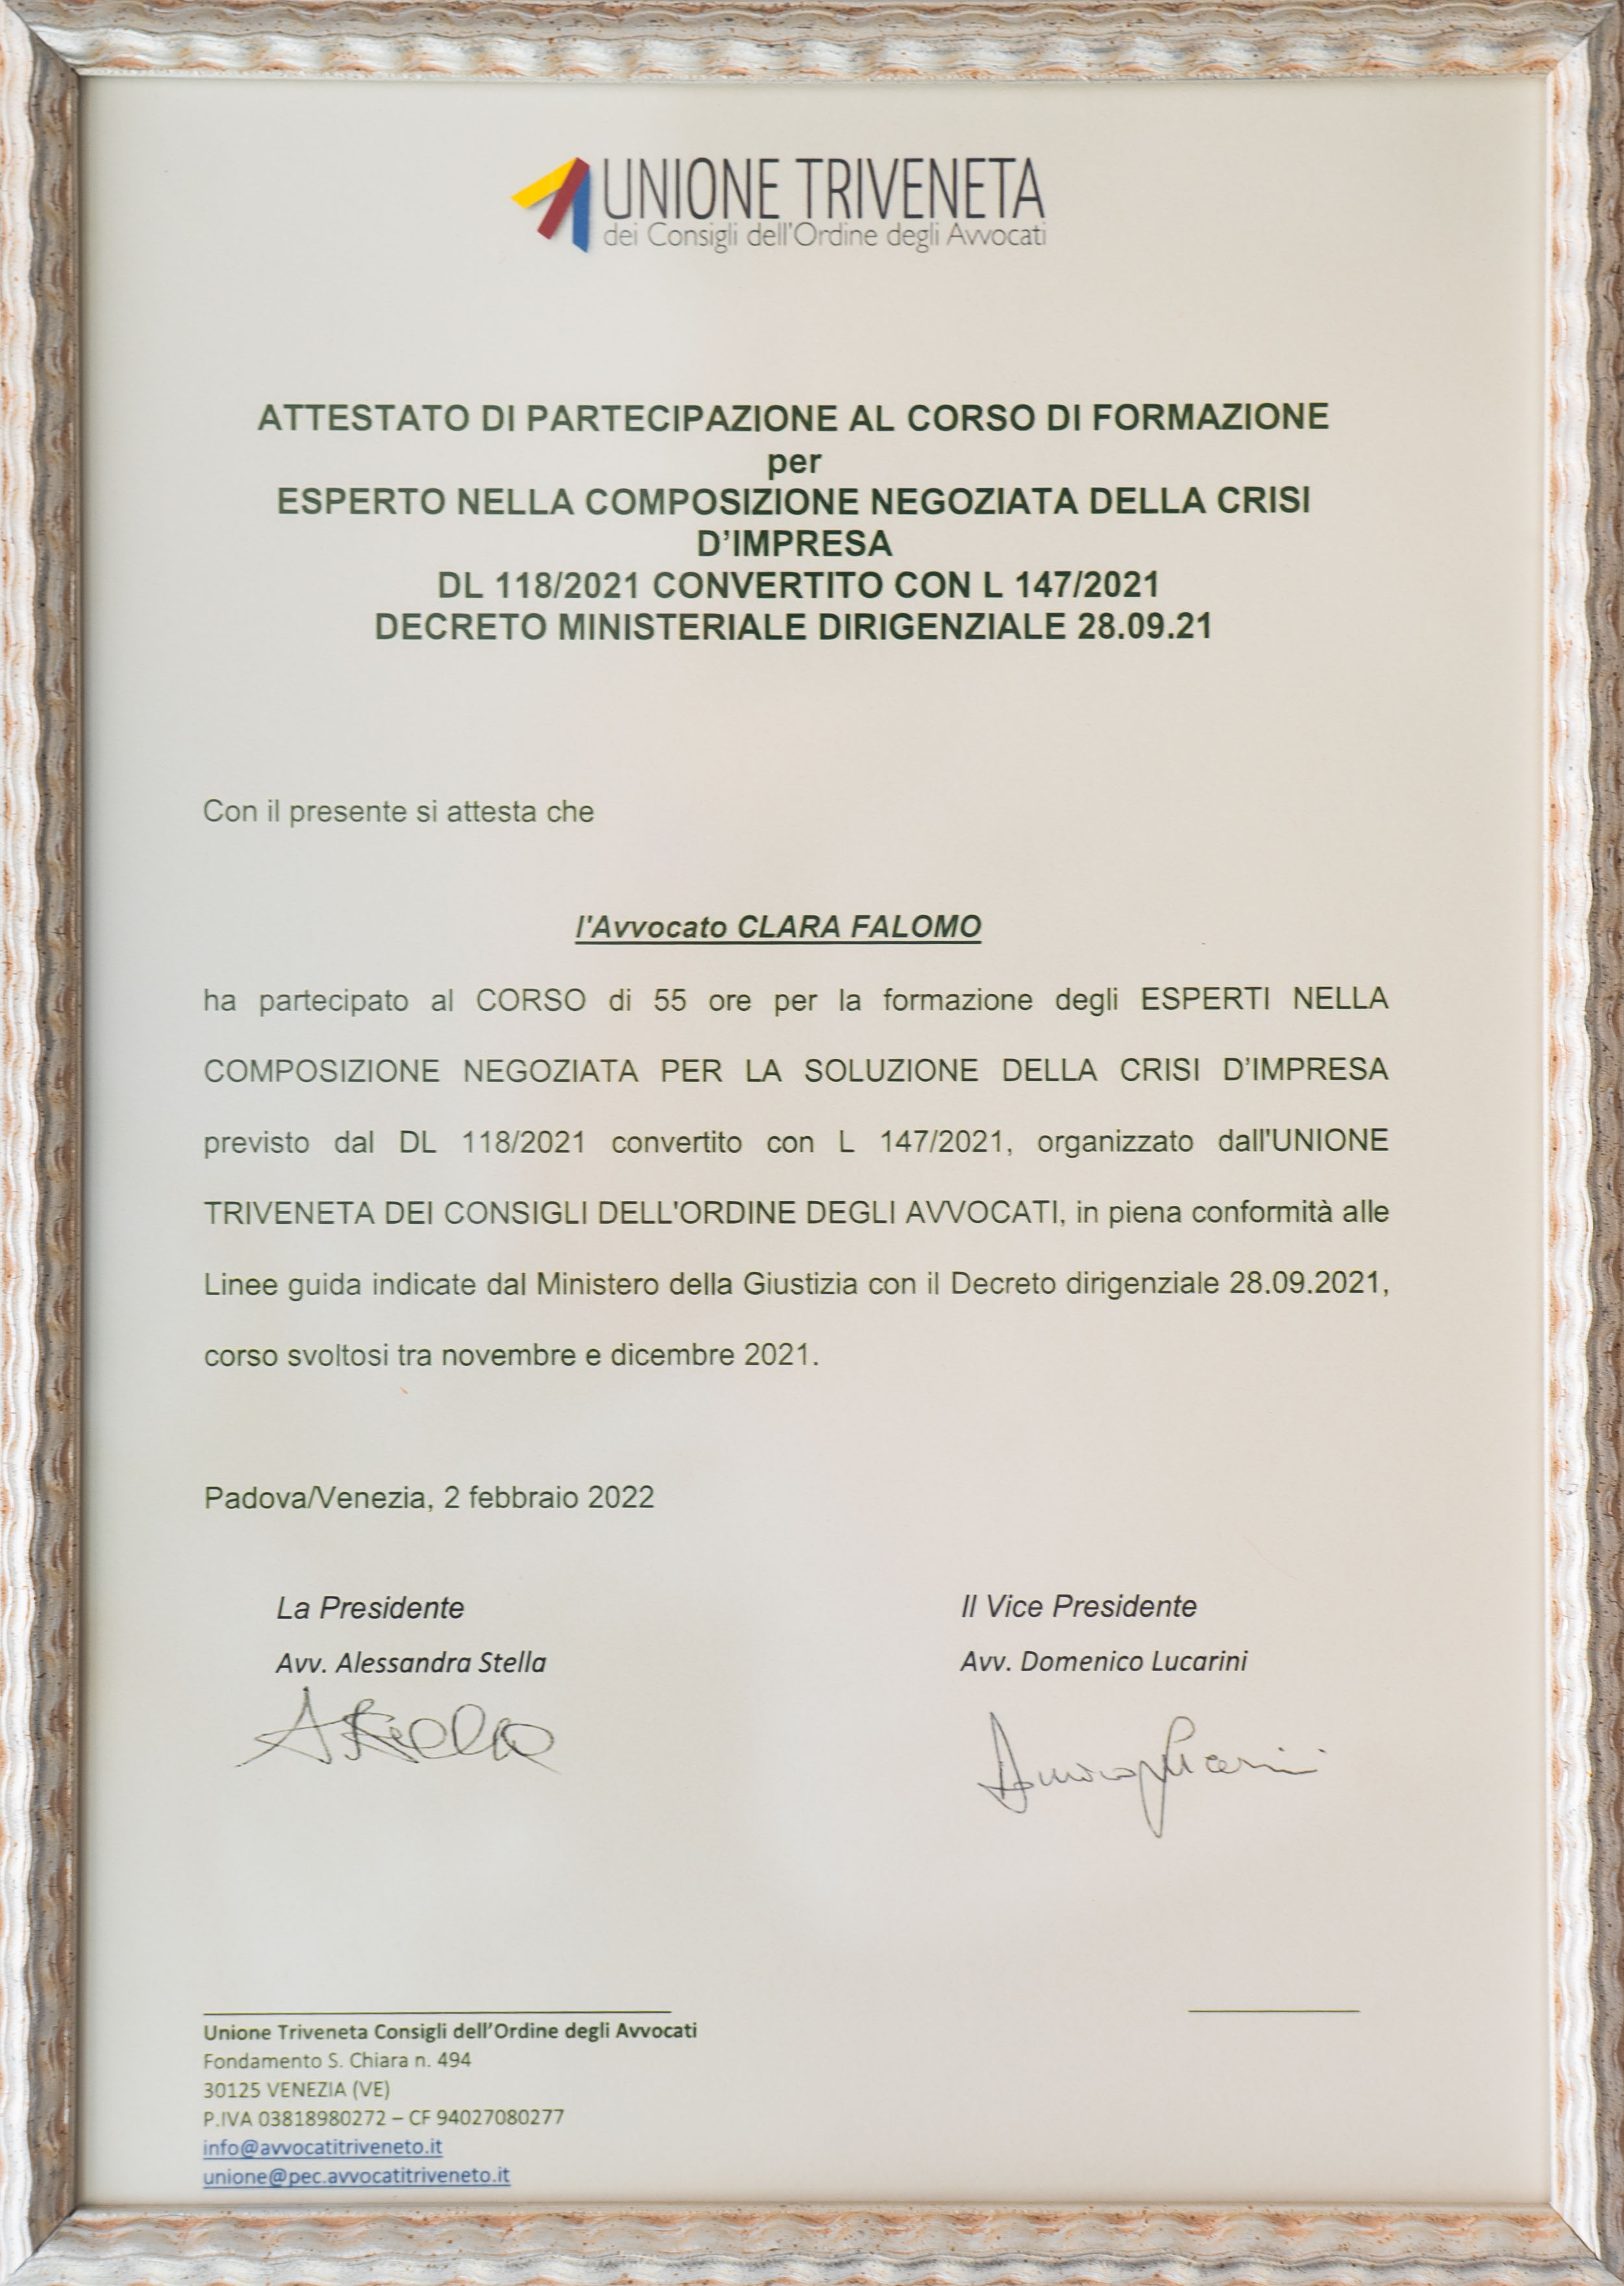 UNIONE TRIVENETA
dei Consigli dell'Ordine degli Avvocati
ATTESTATO DI PARTECIPAZIONE AL CORSO DI FORMAZIONE
per
ESPERTO NELLA COMPOSIZIONE NEGOZIATA DELLA CRISI
D’IMPRESA
DL 118/2021 CONVERTITO CON L 147/2021
DECRETO MINISTERIALE DIRIGENZIALE 28.09.21
Con il presente si attesta che
l'Avvocato CLARA FALOMO
ha partecipato al CORSO di 55 ore per la formazione degli ESPERTI NELLA
COMPOSIZIONE NEGOZIATA PER LA SOLUZIONE DELLA CRISI D’IMPRESA
previsto dal DL 118/2021 convertito con L 147/2021, organizzato dall'UNIONE
TRIVENETA DEI CONSIGLI DELL'ORDINE DEGLI AVVOCATI, in piena conformità alle
Linee guida indicate dal Ministero della Giustizia con il Decreto dirigenziale 28.09.2021,
corso svoltosi tra novembre e dicembre 2021.
Padova/Venezia, 2 febbraio 2022
La Presidente
Avv. Alessandra Stella
AStella
Il Vice Presidente
Avv. Domenico Lucarini
Unione Triveneta Consigli dell’Ordine degli Avvocati
Fondamento S. Chiara n. 494
30125 VENEZIA (VE)
P.IVA 03818980272 – CF 94027080277
info@avvocatitriveneto.it
unione@pec.avvocatitriveneto.it